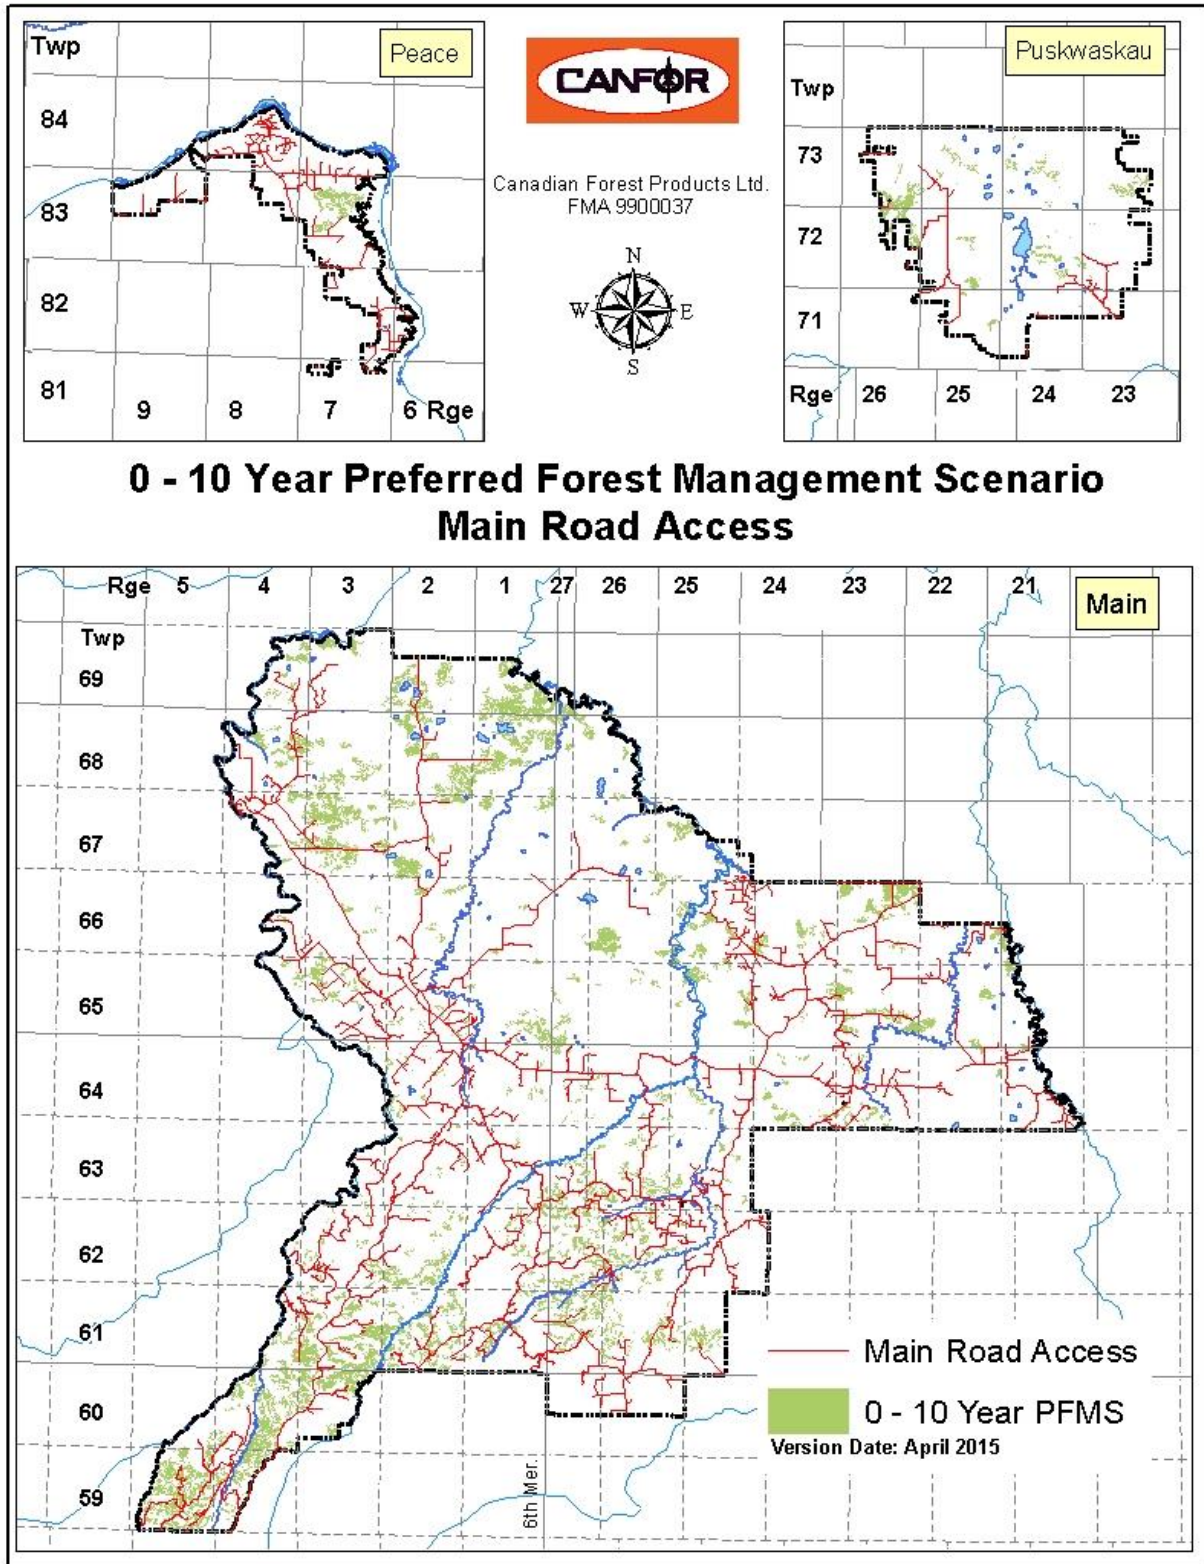 Twp
Peace
84
83
82
81
9 8 7 6 Rge
CANFOR
Canadian Forest Products Ltd.
FMA 9900037
N
W E
S
Puskwaskau
Twp
73
72
71
Rge 26 25 24 23
0 - 10 Year Preferred Forest Management Scenario
Main Road Access
Rge 5 4 3 2 1 27 26 25 24 23 22 21
Main
Twp
69
68
67
66
65
64
63
62
61
60
59
6th Mer.
Main Road Access
0 - 10 Year PFMS
Version Date: April 2015